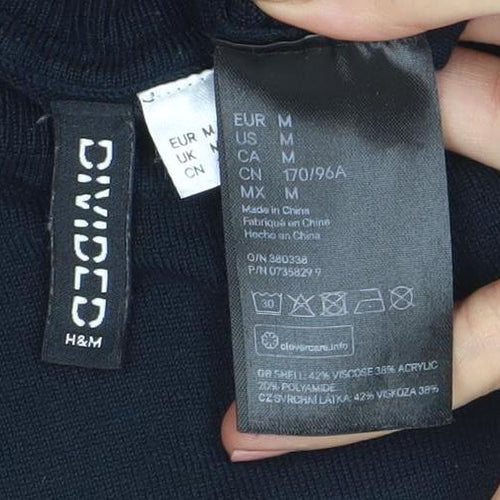 DIVIDED
H&M
EUR M
UK
CN
EUR M
US M
CA M
CN 170/96A
MX M
Made in China
Fabriqué en Chine
Hecho en China
O/N 380338
P/N 0735829 9
30
clevercare.info
GB SHELL: 42% VISCOSE 38% ACRYLIC
20% POLYAMIDE
CZ SVRCHNÍ LÁTKA: 42% VISKÓZA 38%